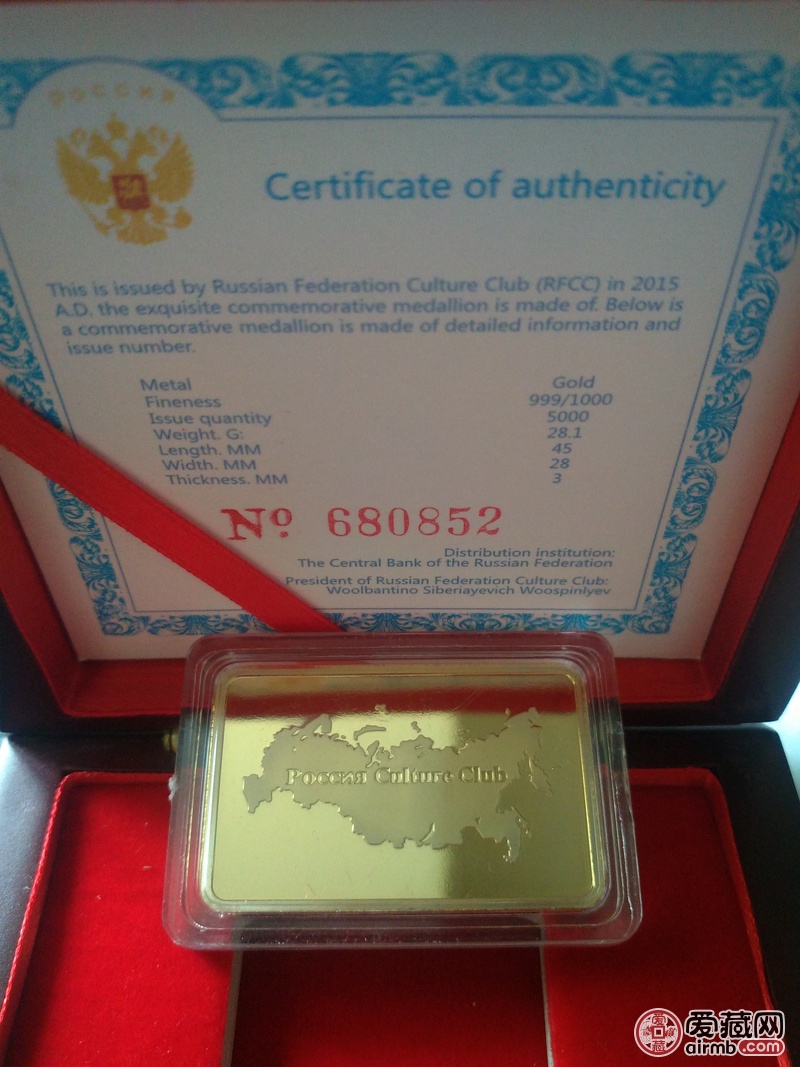 РОССИЯ
Certificate of authenticity
This is issued by Russian Federation Culture Club (RFCC) in 2015
A.D. the exquisite commemorative medallion is made of. Below is
a commemorative medallion is made of detailed information and
issue number.
Metal Gold
Fineness 999/1000
Issue quantity 5000
Weight. G: 28.1
Length. MM 45
Width. MM 28
Thickness. MM 3
№ 680852
Distribution institution:
The Central Bank of the Russian Federation
President of Russian Federation Culture Club:
Woolbantino Siberiayevich Woospinlyev
Россия Culture Club
爱藏网
airmb.com